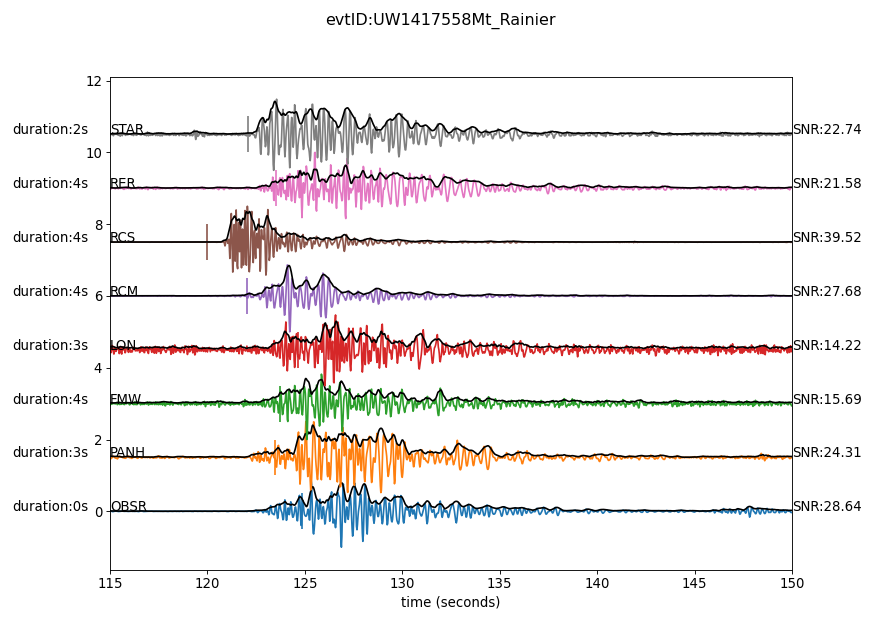 evtID:UW1417558Mt_Rainier
12
duration:2s STAR SNR:22.74
10
duration:4s RER SNR:21.58
8
duration:4s RCS SNR:39.52
duration:4s RCM SNR:27.68
6
duration:3s LON SNR:14.22
4
duration:4s FMW SNR:15.69
2
duration:3s PANH SNR:24.31
duration:0s OBSR SNR:28.64
0
115 120 125 130 135 140 145 150
time (seconds)